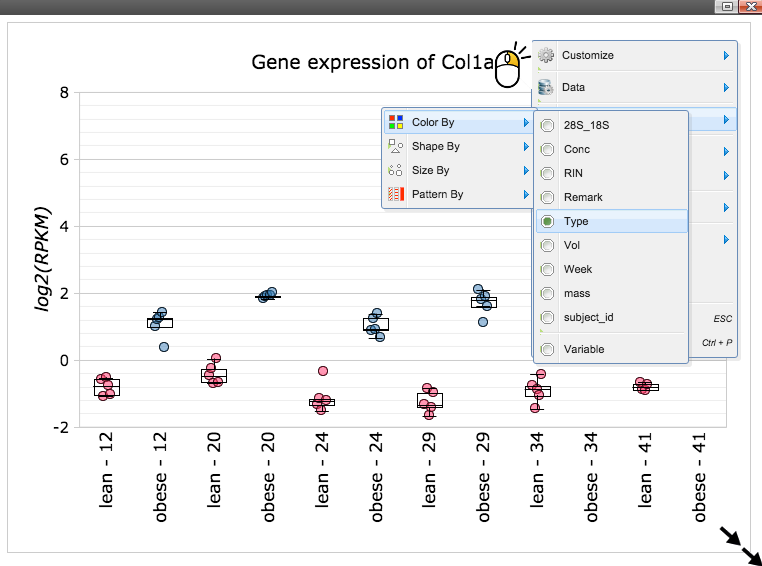 Gene expression of Col1a
Customize
Data
Color By
Shape By
Size By
Pattern By
28S_18S
Conc
RIN
Remark
Type
Vol
Week
mass
subject_id
Variable
ESC
Ctrl + P
log2(RPKM)
8
6
4
2
0
-2
lean - 12
obese - 12
lean - 20
obese - 20
lean - 24
obese - 24
lean - 29
obese - 29
lean - 34
obese - 34
lean - 41
obese - 41